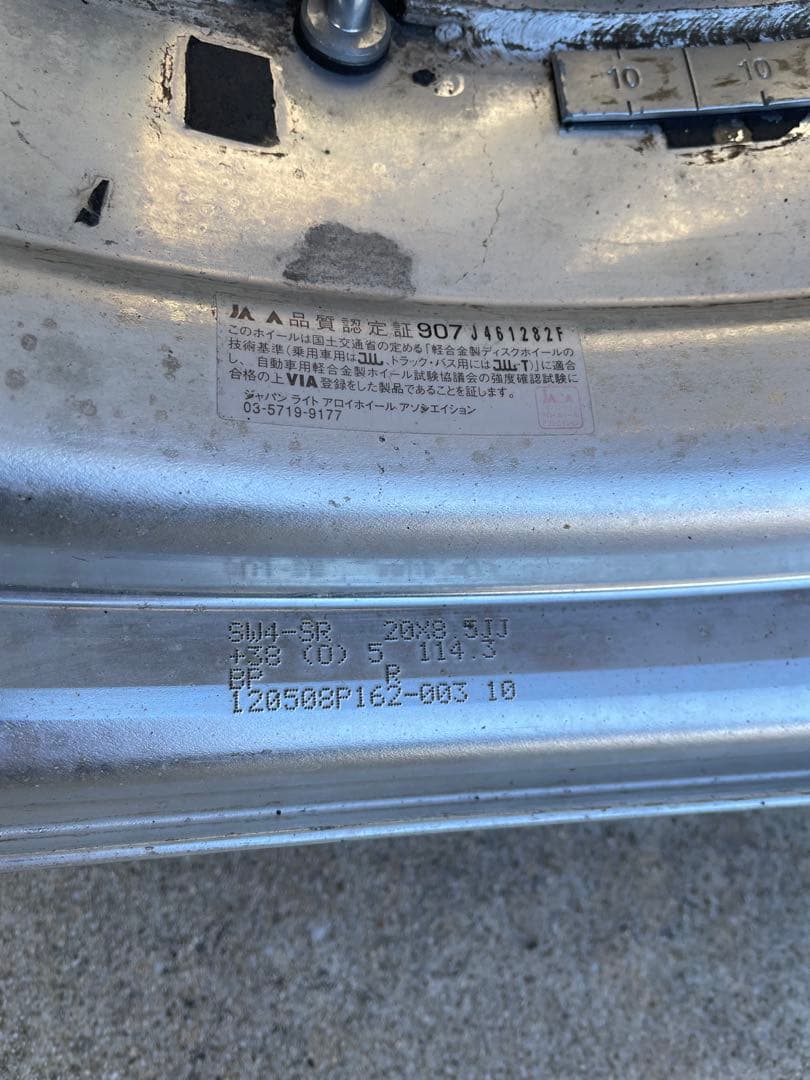 10 10
JAWA 品質認定証 907 J461282F
このホイールは国土交通省の定める「軽合金製ディスクホイールの
技術基準(乗用車用はJWL、トラック・バス用にはJWL-T)」に適合
し、自動車用軽合金製ホイール試験協議会の強度確認試験に
合格の上VIA登録をした製品であることを証します。
ジャパン ライト アロイホイール アソシエイション
03-5719-9177
SW4-SR 20X8.5JJ
+38 (O) 5 114.3
BP R
120508P162-003 10